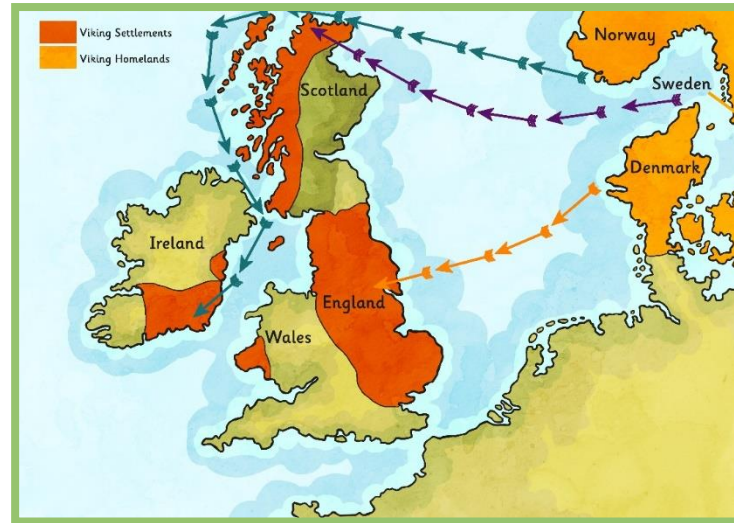 Viking Settlements
Viking Homelands
Norway
Sweden
Scotland
Denmark
Ireland
England
Wales